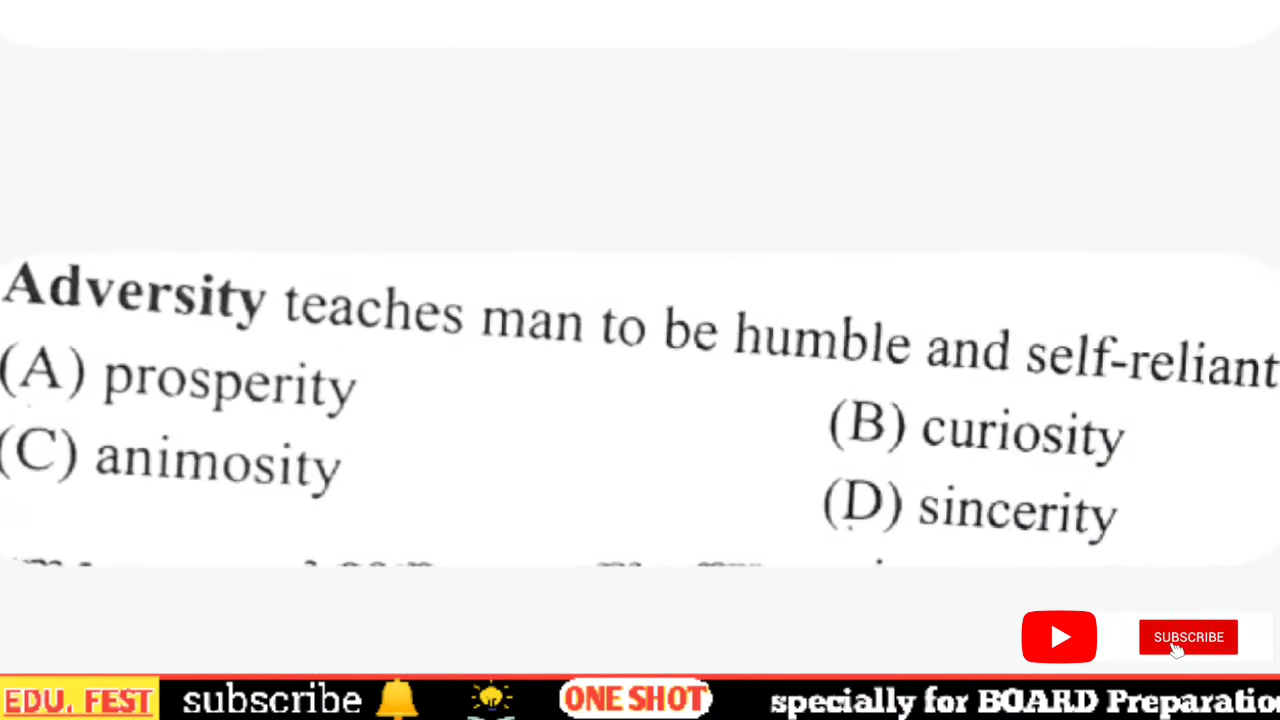 Adversity teaches man to be humble and self-reliant
(A) prosperity
(B) curiosity
(C) animosity
(D) sincerity
SUBSCRIBE
EDU. FEST subscribe ONE SHOT specially for BOARD Preparatio